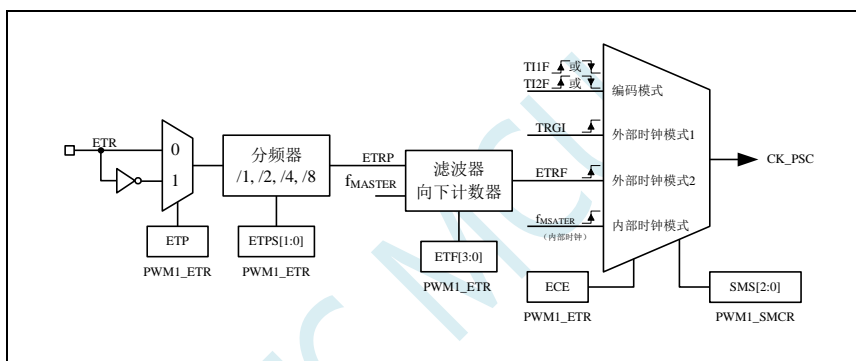 TI1F 或
TI2F 或
编码模式
ETR
0
1
分频器
/1, /2, /4, /8
ETRP
fMASTER
滤波器
向下计数器
TRGI
外部时钟模式1
ETRF
外部时钟模式2
fMSATER
(内部时钟)
内部时钟模式
CK_PSC
ETP
PWM1_ETR
ETPS[1:0]
PWM1_ETR
ETF[3:0]
PWM1_ETR
ECE
PWM1_ETR
SMS[2:0]
PWM1_SMCR
MCU